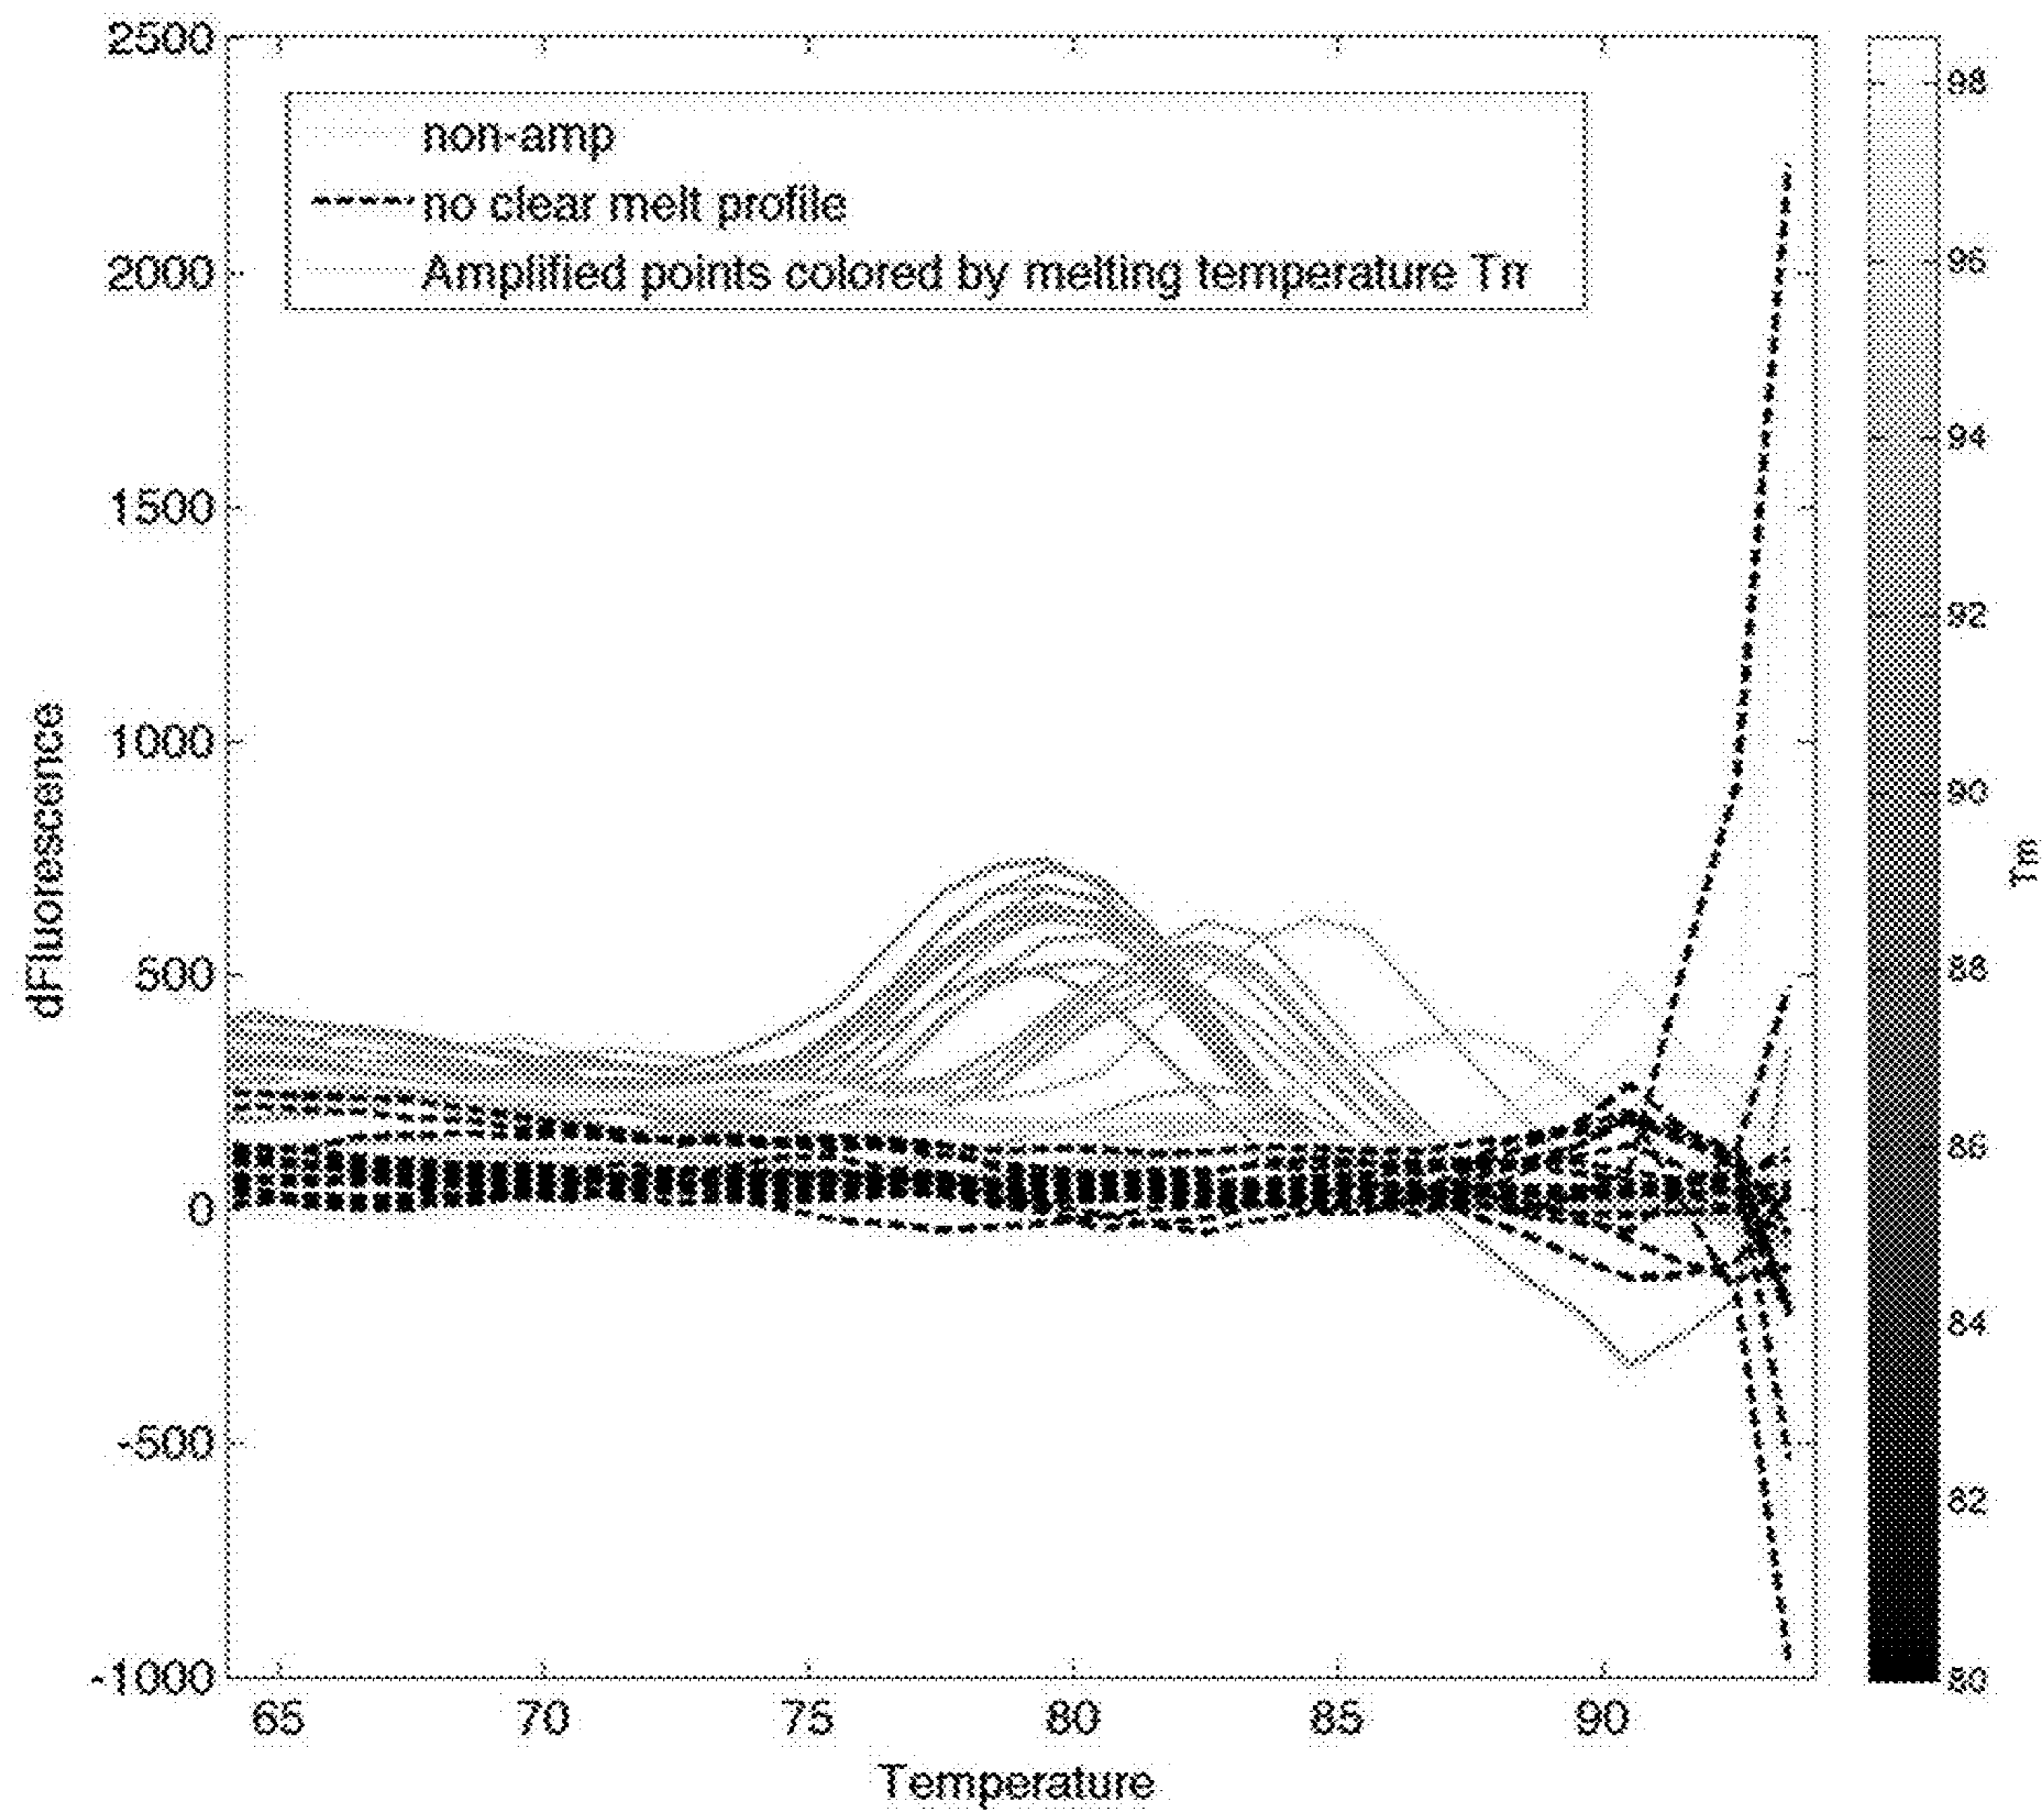 2500
2000
1500
1000
500
0
-500
-1000
dFluorescence
non-amp
no clear melt profile
Amplified points colored by melting temperature Tm
65 70 75 80 85 90
Temperature
98
96
94
92
90
88
86
84
82
80
Tm